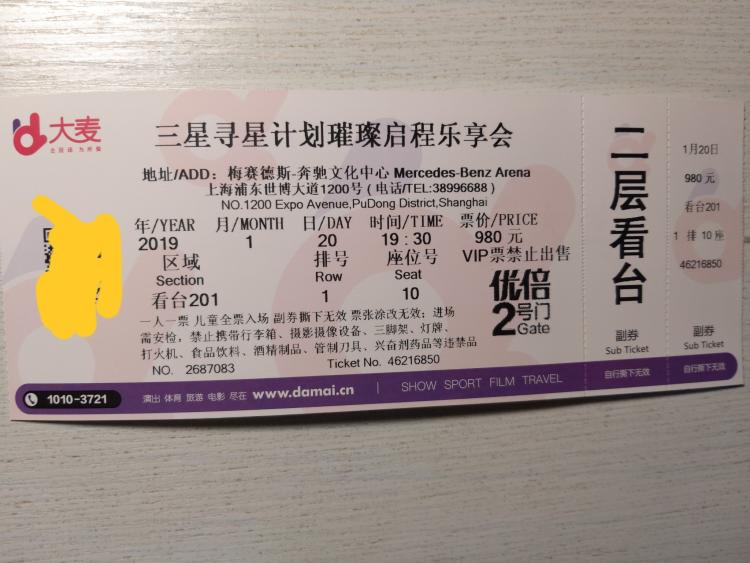 大麦
三星寻星计划璀璨启程乐享会
地址/ADD：梅赛德斯-奔驰文化中心 Mercedes-Benz Arena
上海浦东世博大道1200号（电话/TEL:38996688）
NO.1200 Expo Avenue,PuDong District,Shanghai
年/YEAR 月/MONTH 日/DAY 时间/TIME 票价/PRICE
2019 1 20 19:30 980 元
区域 排号 座位号 VIP票禁止出售
Section Row Seat
看台201 1 10
优倍
2号门
Gate
一人一票 儿童全票入场 副券撕下无效 票张涂改无效；进场
需安检，禁止携带行李箱、摄影摄像设备、三脚架、灯牌、
打火机、食品饮料、酒精制品、管制刀具、兴奋剂药品等违禁品
NO. 2687083 Ticket No. 46216850
1010-3721 演出 体育 旅游 电影 尽在 www.damai.cn | SHOW SPORT FILM TRAVEL
二层看台
副券
Sub Ticket
自行撕下无效
1月20日
980 元
看台201
1 排 10 座
46216850
副券
Sub Ticket
自行撕下无效